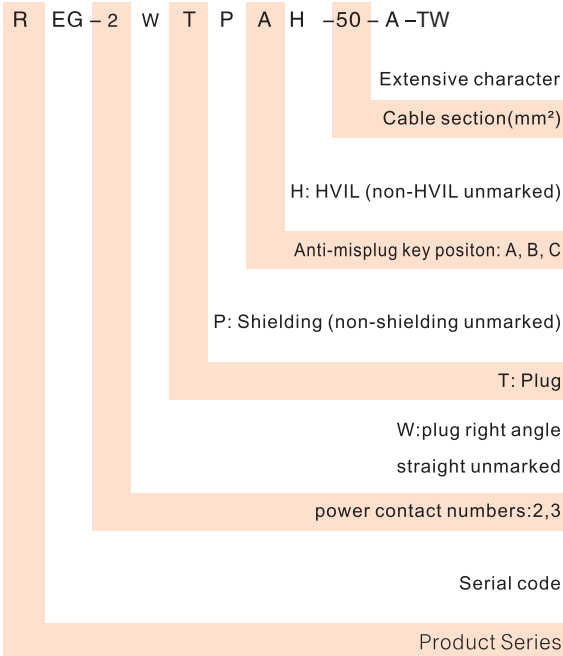 R EG-2 W T P A H -50-A-TW
Extensive character
Cable section(mm²)
H: HVIL (non-HVIL unmarked)
Anti-misplug key positon: A, B, C
P: Shielding (non-shielding unmarked)
T: Plug
W:plug right angle
straight unmarked
power contact numbers:2,3
Serial code
Product Series